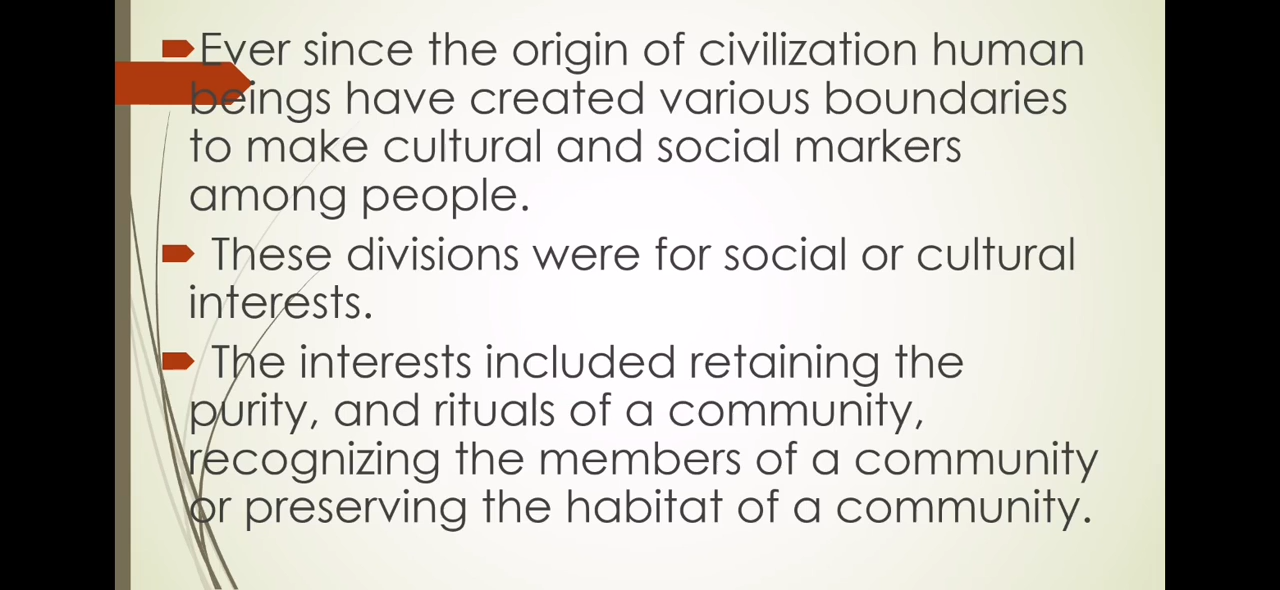 Ever since the origin of civilization human
beings have created various boundaries
to make cultural and social markers
among people.
These divisions were for social or cultural
interests.
The interests included retaining the
purity, and rituals of a community,
recognizing the members of a community
or preserving the habitat of a community.